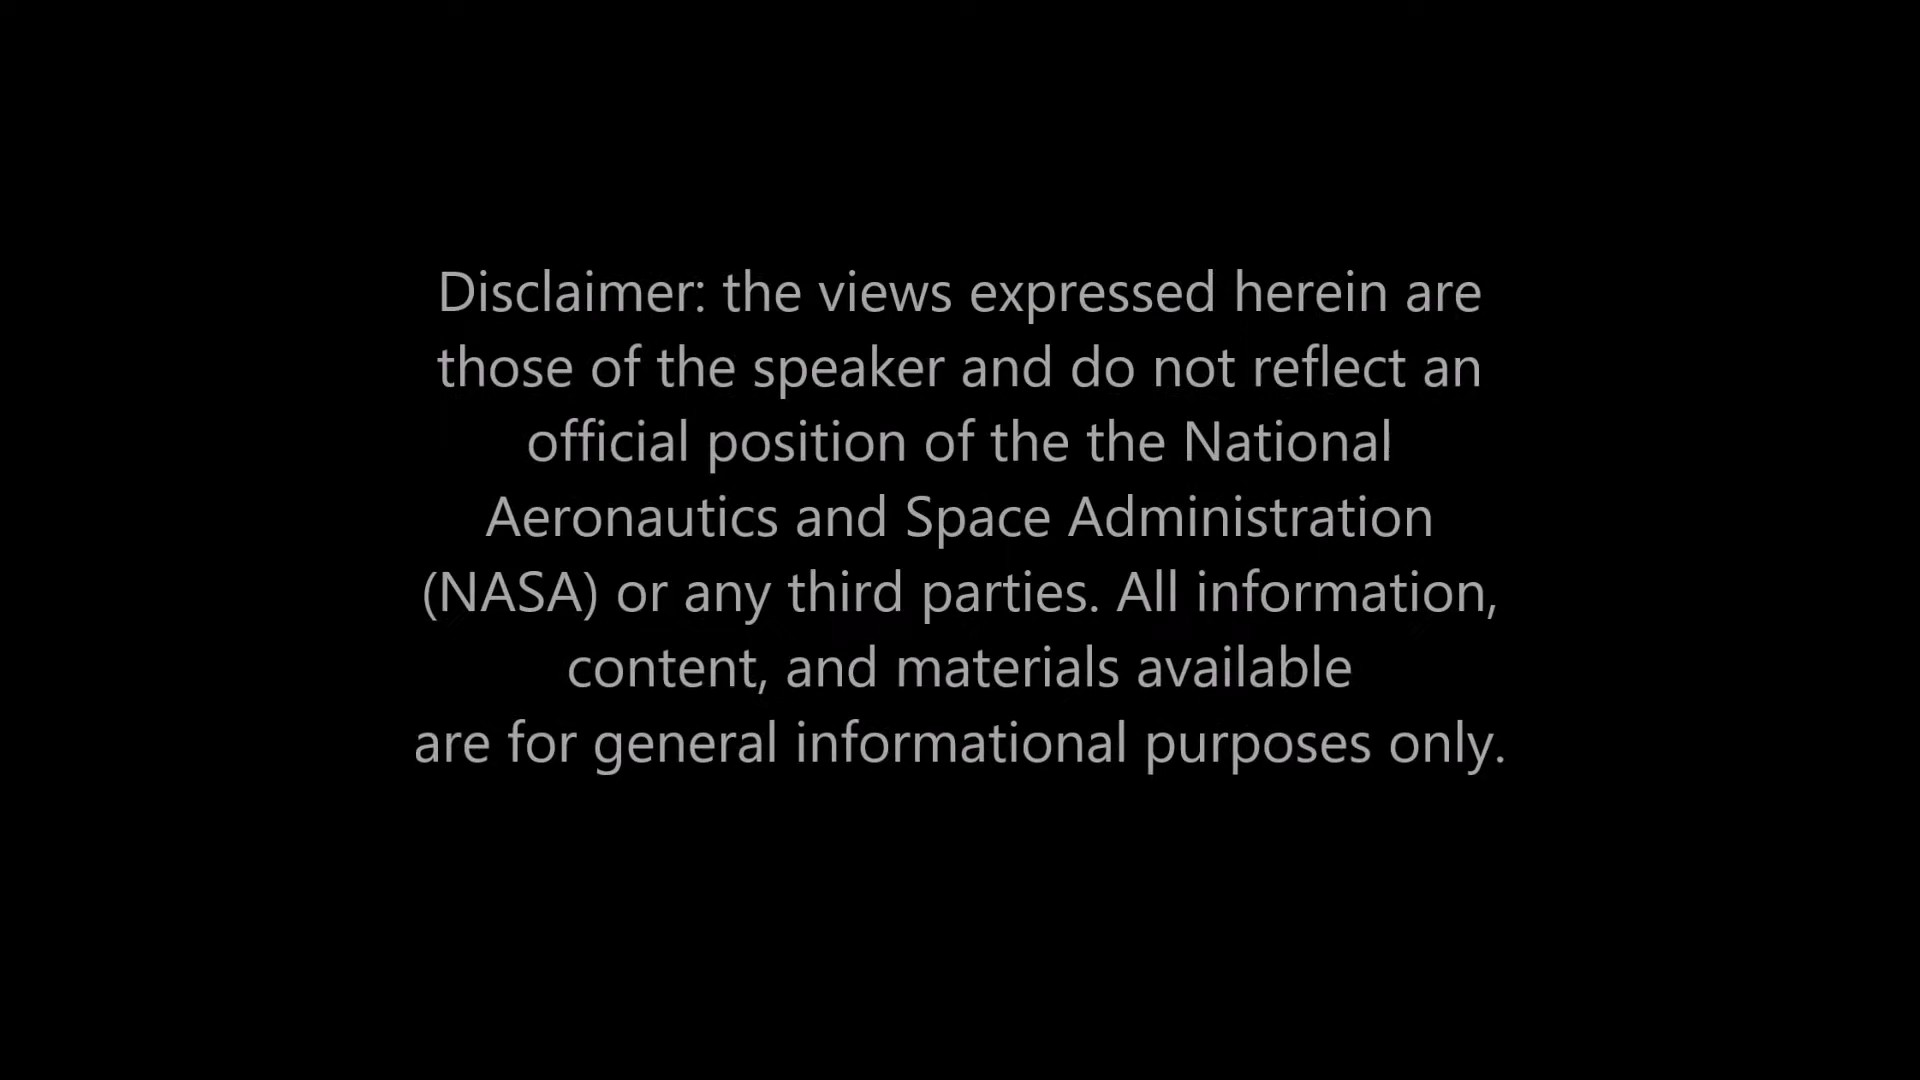 Disclaimer: the views expressed herein are
those of the speaker and do not reflect an
official position of the the National
Aeronautics and Space Administration
(NASA) or any third parties. All information,
content, and materials available
are for general informational purposes only.